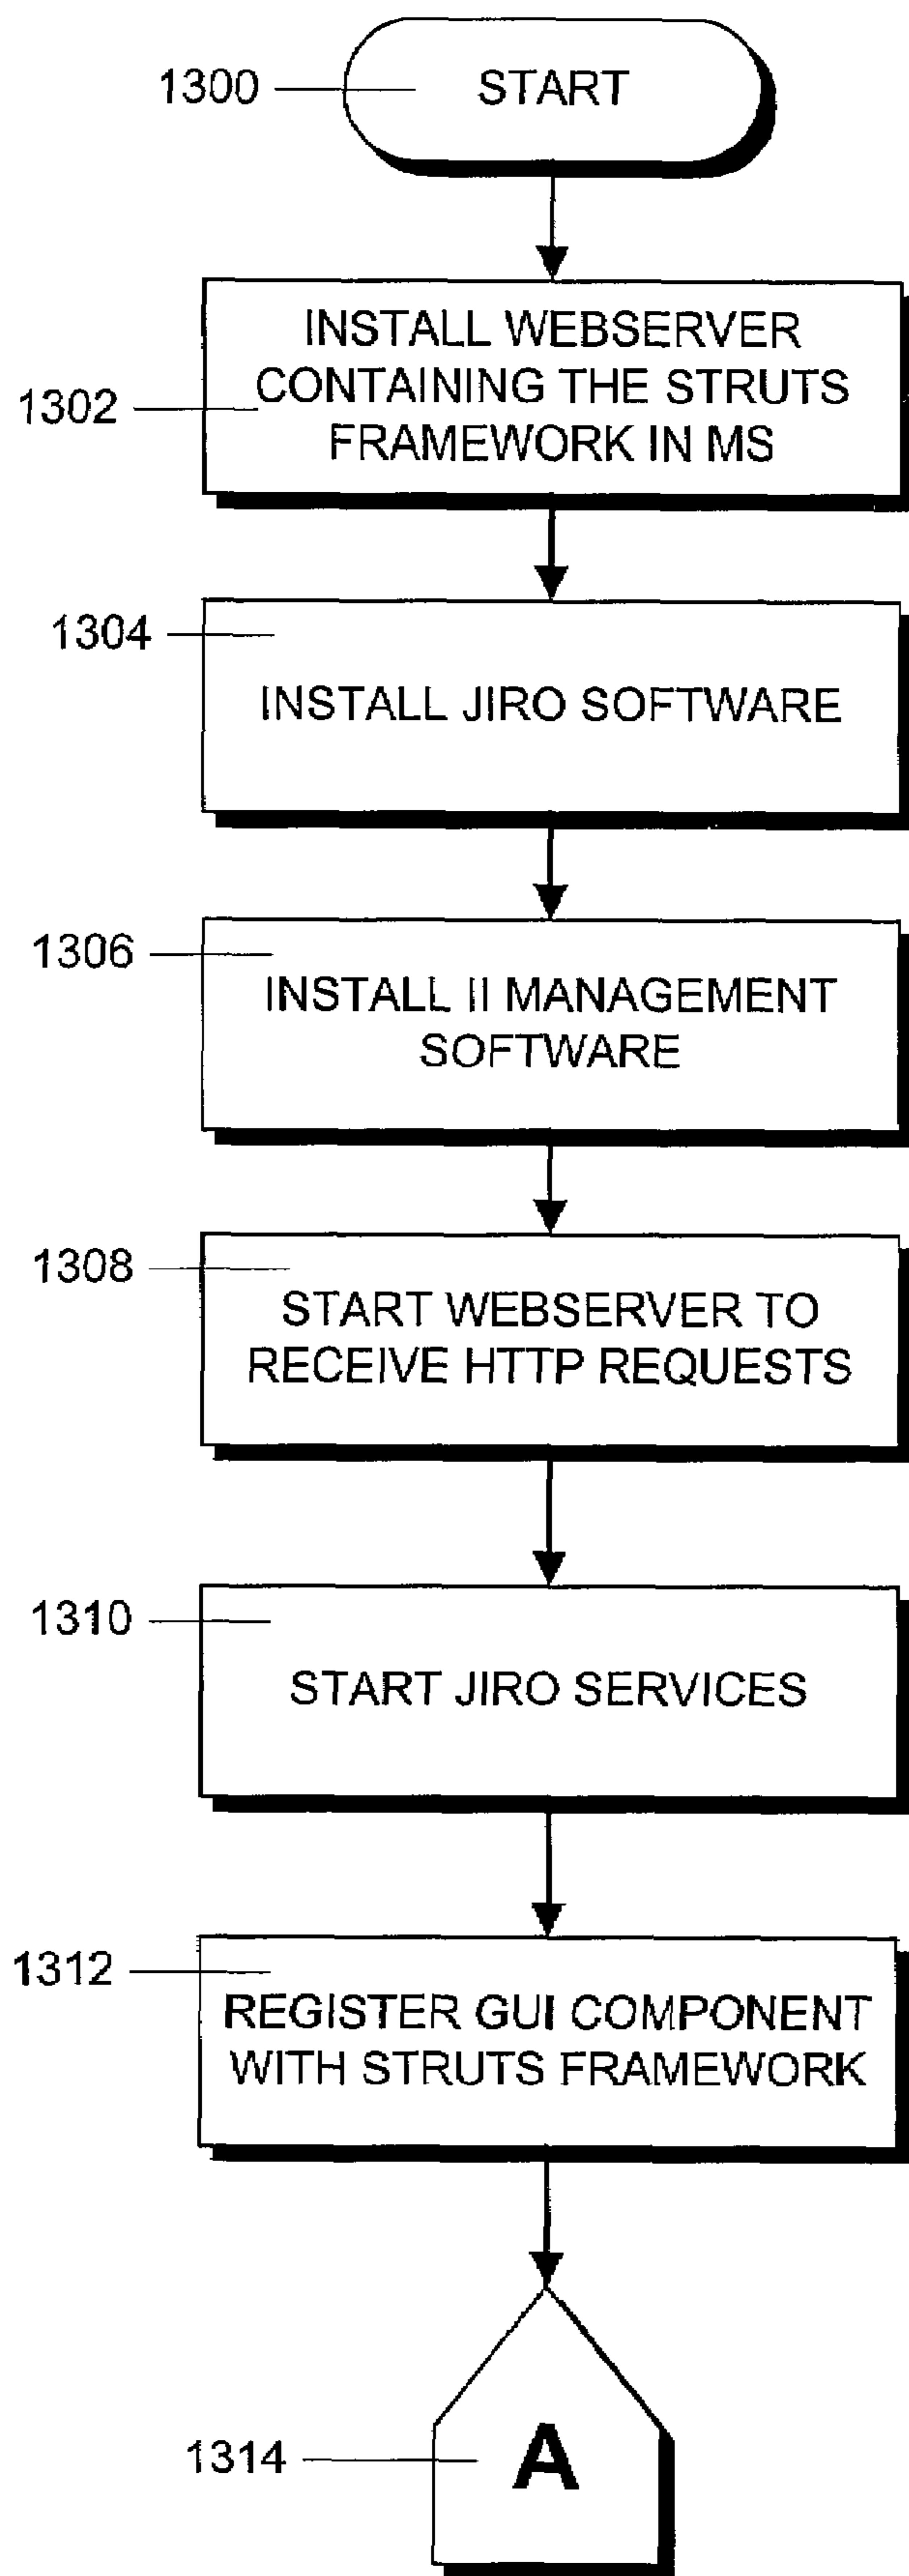 1300
START
INSTALL WEBSERVER
CONTAINING THE STRUTS
FRAMEWORK IN MS
1302
1304
INSTALL JIRO SOFTWARE
1306
INSTALL II MANAGEMENT
SOFTWARE
1308
START WEBSERVER TO
RECEIVE HTTP REQUESTS
1310
START JIRO SERVICES
1312
REGISTER GUI COMPONENT
WITH STRUTS FRAMEWORK
1314
A